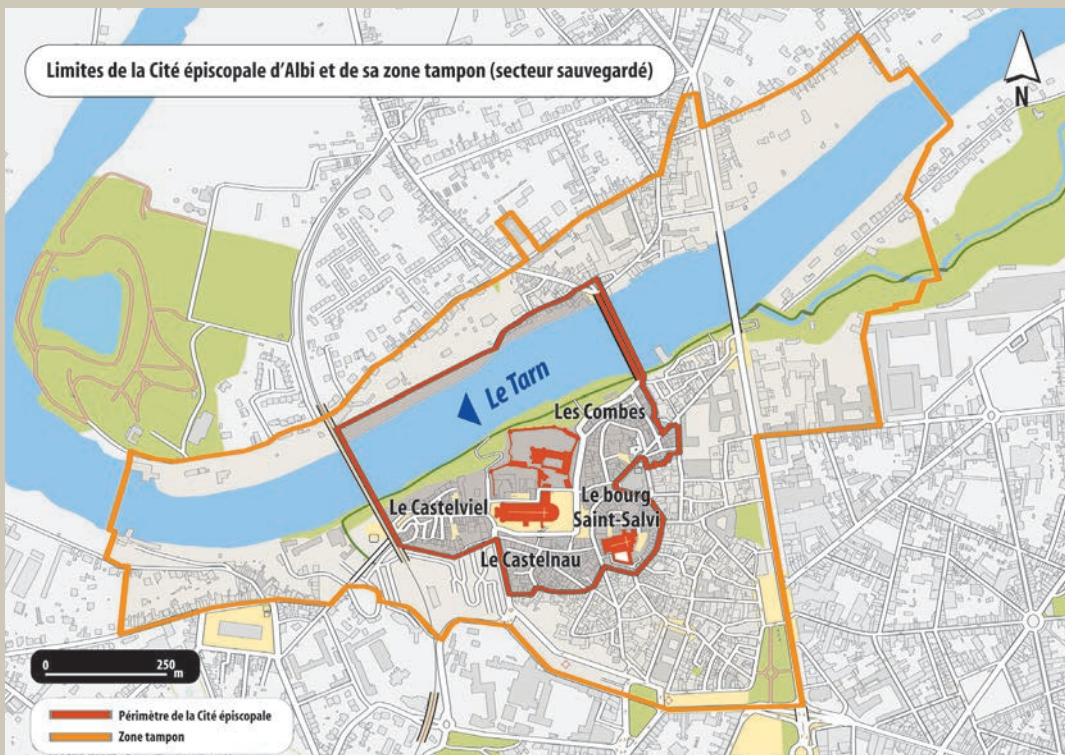 Limites de la Cité épiscopale d'Albi et de sa zone tampon (secteur sauvegardé)
N
Le Tarn
Les Combes
Le Castelviel
Le bourg
Saint-Salvi
Le Castelnau
0 250
m
Périmètre de la Cité épiscopale
Zone tampon